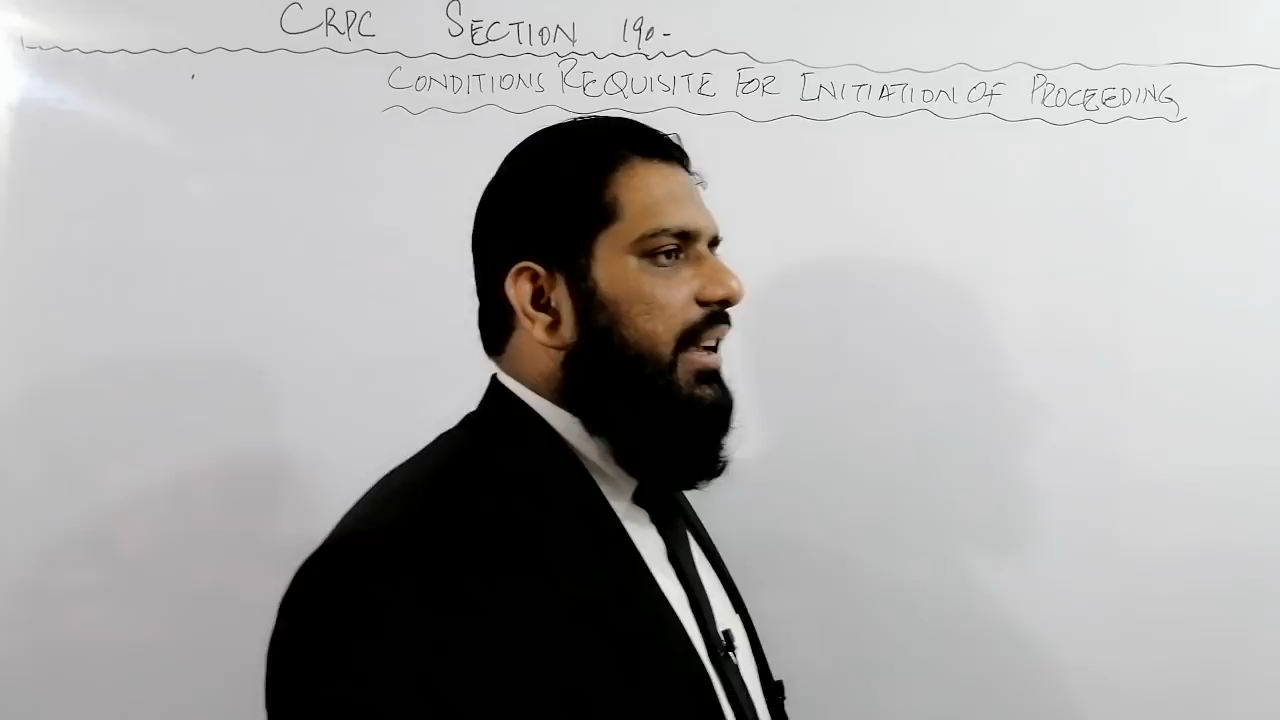 CRPC SECTION 190-
CONDITIONS REQUISITE FOR INITIATION OF PROCEEDING